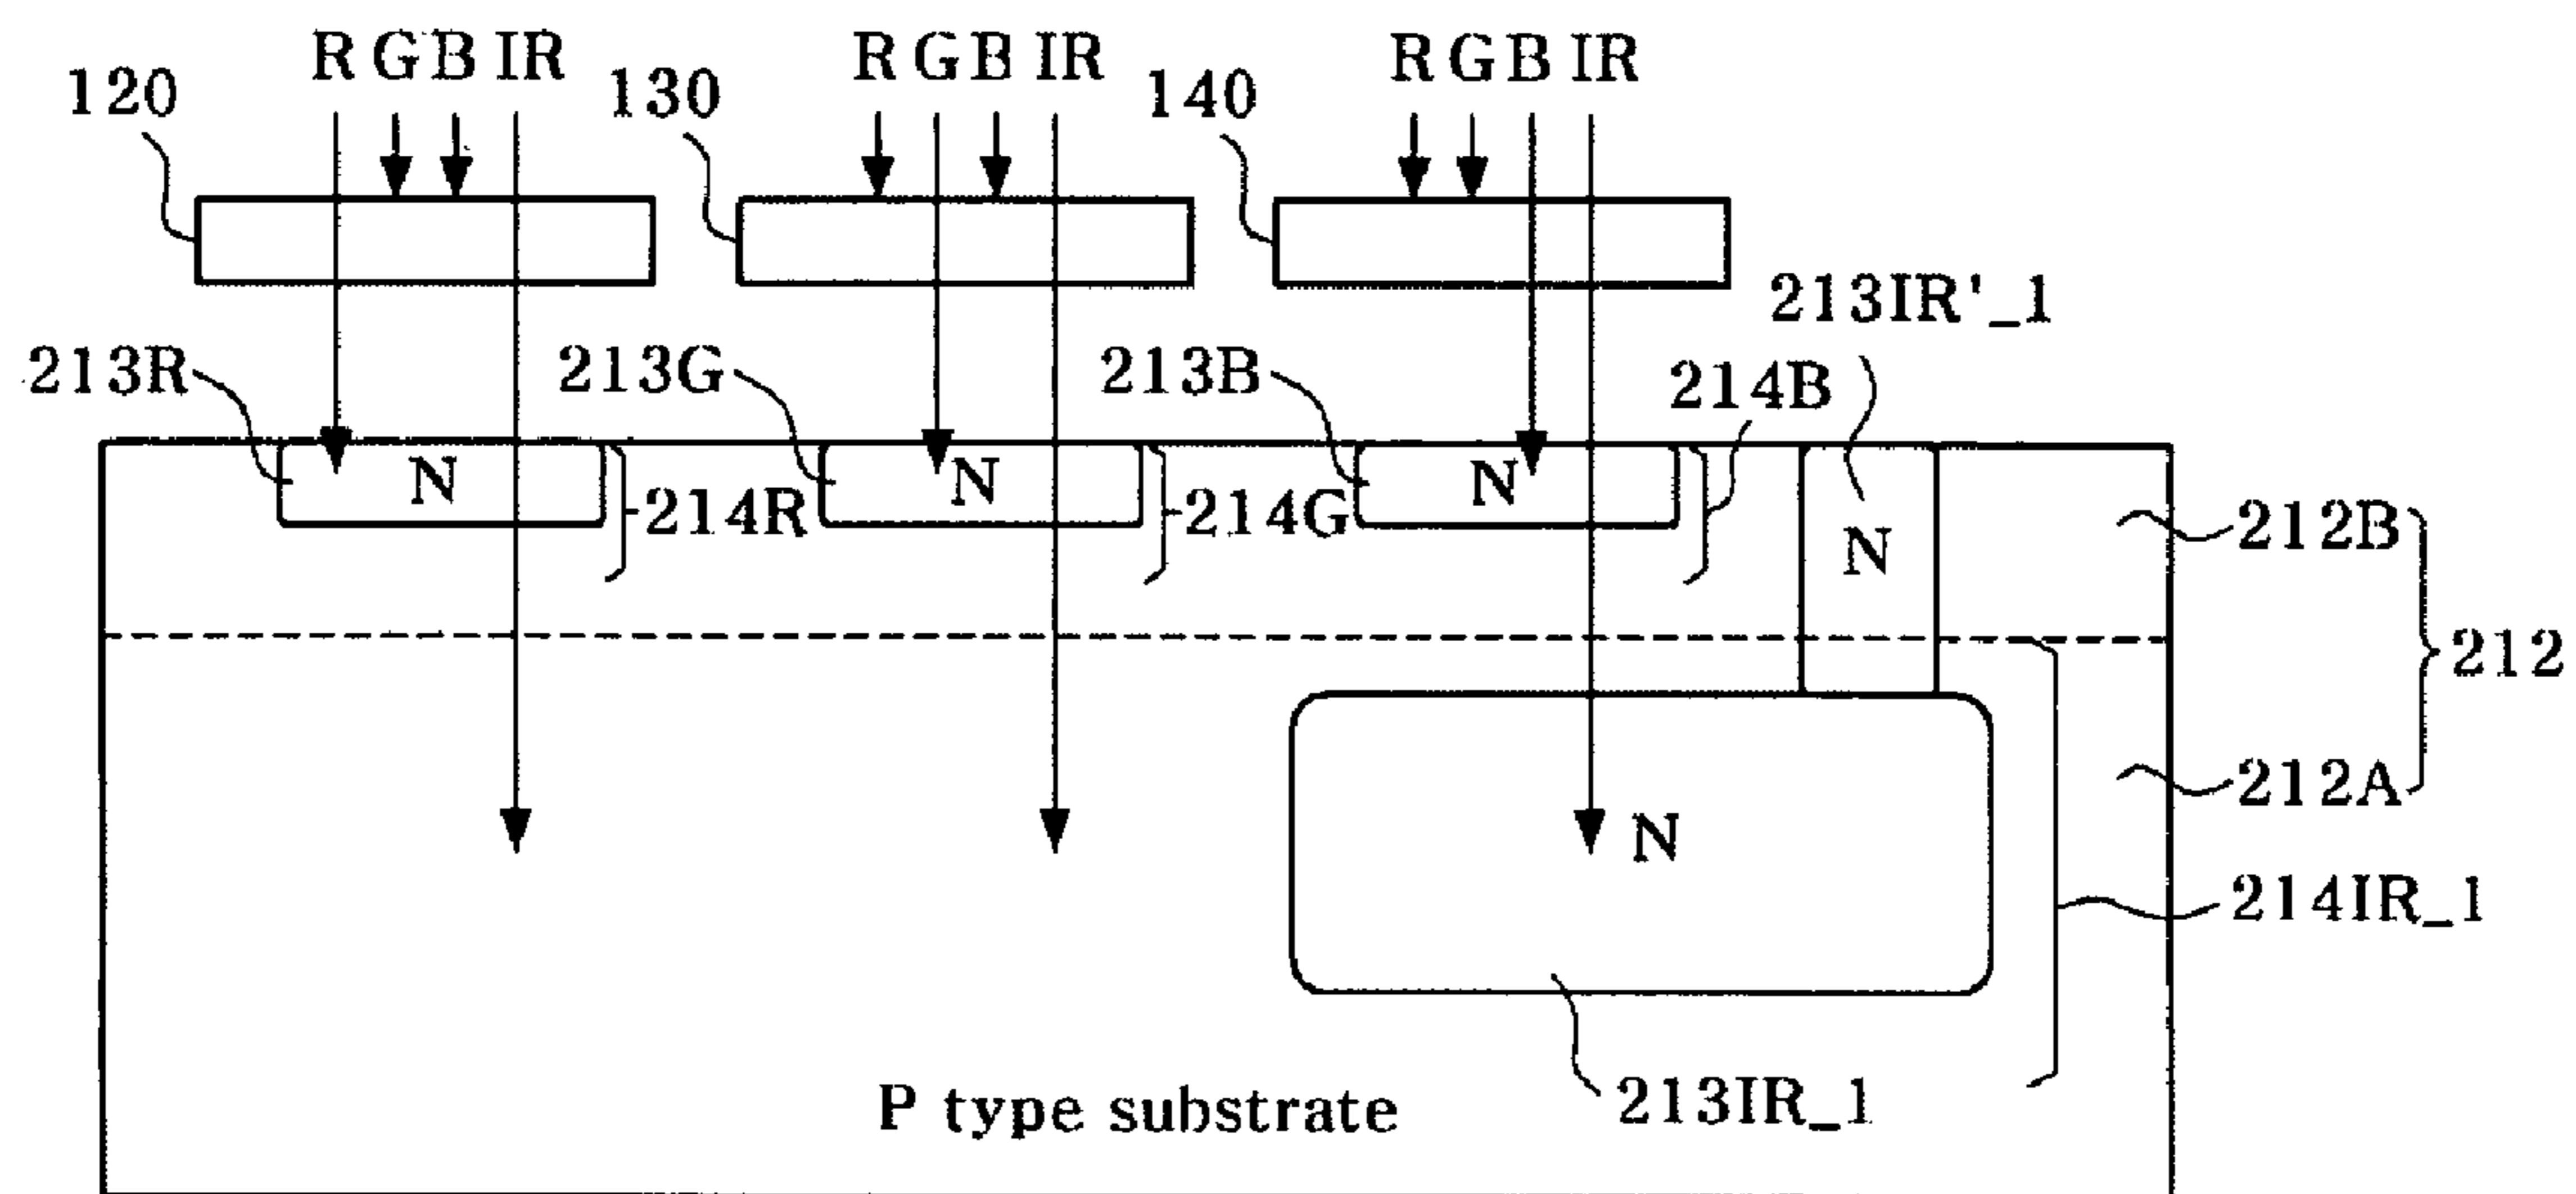 R G B IR
R G B IR
R G B IR
120
130
140
213IR'_1
213R
213G
213B
214B
N
214R
N
214G
N
N
212B
212
212A
N
214IR_1
213IR_1
P type substrate